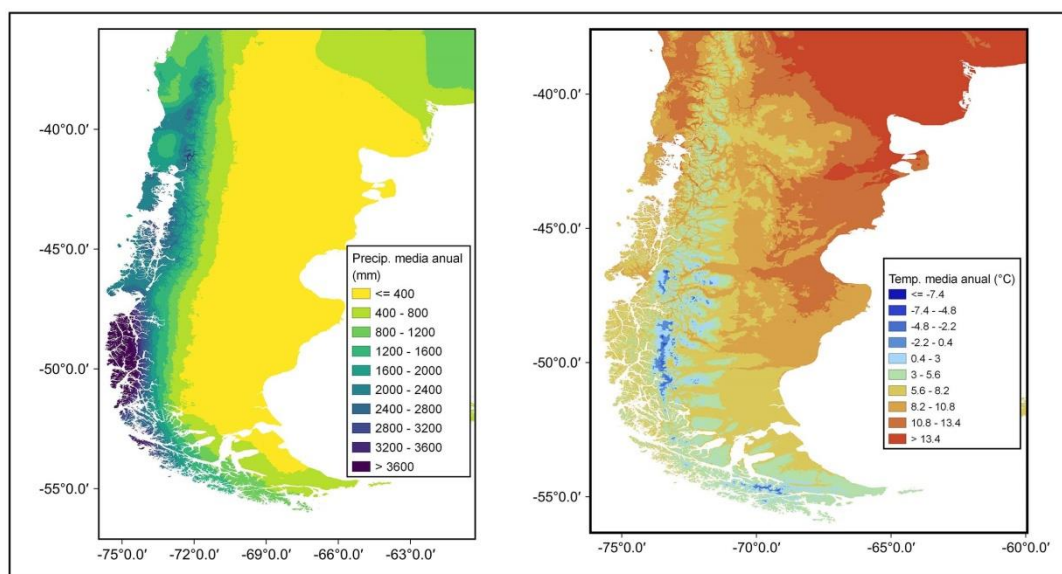 -40°0.0'
-45°0.0'
-50°0.0'
-55°0.0'
-75°0.0'
-72°0.0'
-69°0.0'
-66°0.0'
-63°0.0'
Precip. media anual
(mm)
<= 400
400 - 800
800 - 1200
1200 - 1600
1600 - 2000
2000 - 2400
2400 - 2800
2800 - 3200
3200 - 3600
> 3600
-40°0.0'
-45°0.0'
-50°0.0'
-55°0.0'
-75°0.0'
-70°0.0'
-65°0.0'
-60°0.0'
Temp. media anual (°C)
<= -7.4
-7.4 - -4.8
-4.8 - -2.2
-2.2 - 0.4
0.4 - 3
3 - 5.6
5.6 - 8.2
8.2 - 10.8
10.8 - 13.4
> 13.4